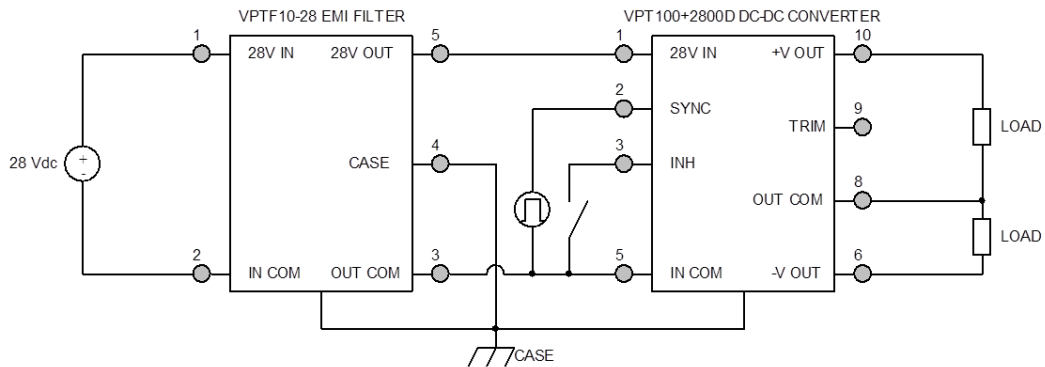 VPTF10-28 EMI FILTER
VPT100+2800D DC-DC CONVERTER
1
5
1
10
28V IN
28V OUT
28V IN
+V OUT
2
SYNC
9
TRIM
LOAD
28 Vdc
+
-
4
CASE
3
INH
8
OUT COM
LOAD
2
3
5
6
IN COM
OUT COM
IN COM
-V OUT
CASE